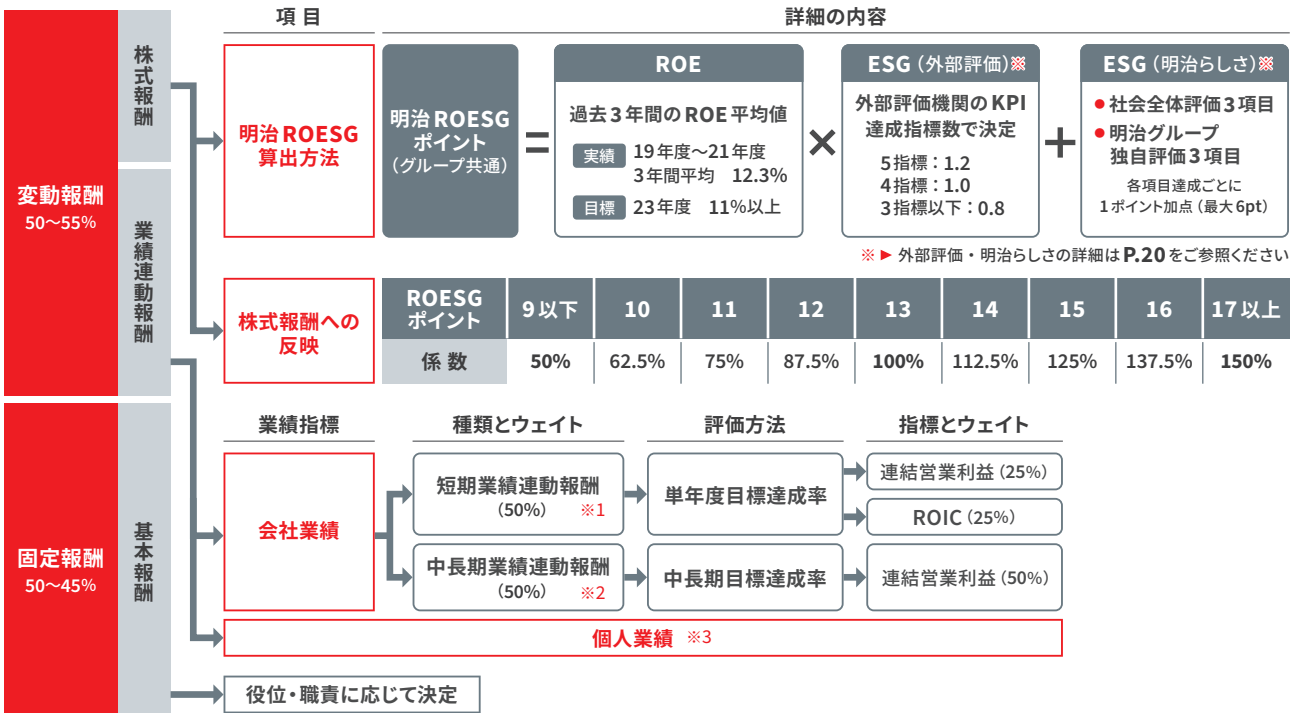 項目
詳細の内容
変動報酬
50～55%
株式報酬
業績連動報酬
明治ROESG
算出方法
明治ROESG
ポイント
(グループ共通)
=
ROE
過去3年間のROE平均値
実績 19年度～21年度
3年間平均 12.3%
目標 23年度 11%以上
×
ESG（外部評価）※
外部評価機関のKPI
達成指標数で決定
5指標：1.2
4指標：1.0
3指標以下：0.8
+
ESG（明治らしさ）※
● 社会全体評価3項目
● 明治グループ
独自評価3項目
各項目達成ごとに
1ポイント加点（最大6pt）
※ ▶ 外部評価・明治らしさの詳細はP.20をご参照ください
株式報酬への
反映
ROESG
ポイント
9以下 10 11 12 13 14 15 16 17以上
係数 50% 62.5% 75% 87.5% 100% 112.5% 125% 137.5% 150%
固定報酬
50～45%
基本報酬
業績指標 種類とウェイト 評価方法 指標とウェイト
会社業績
短期業績連動報酬
(50%) ※1
単年度目標達成率
連結営業利益（25%）
ROIC（25%）
中長期業績連動報酬
(50%) ※2
中長期目標達成率
連結営業利益（50%）
個人業績 ※3
役位・職責に応じて決定